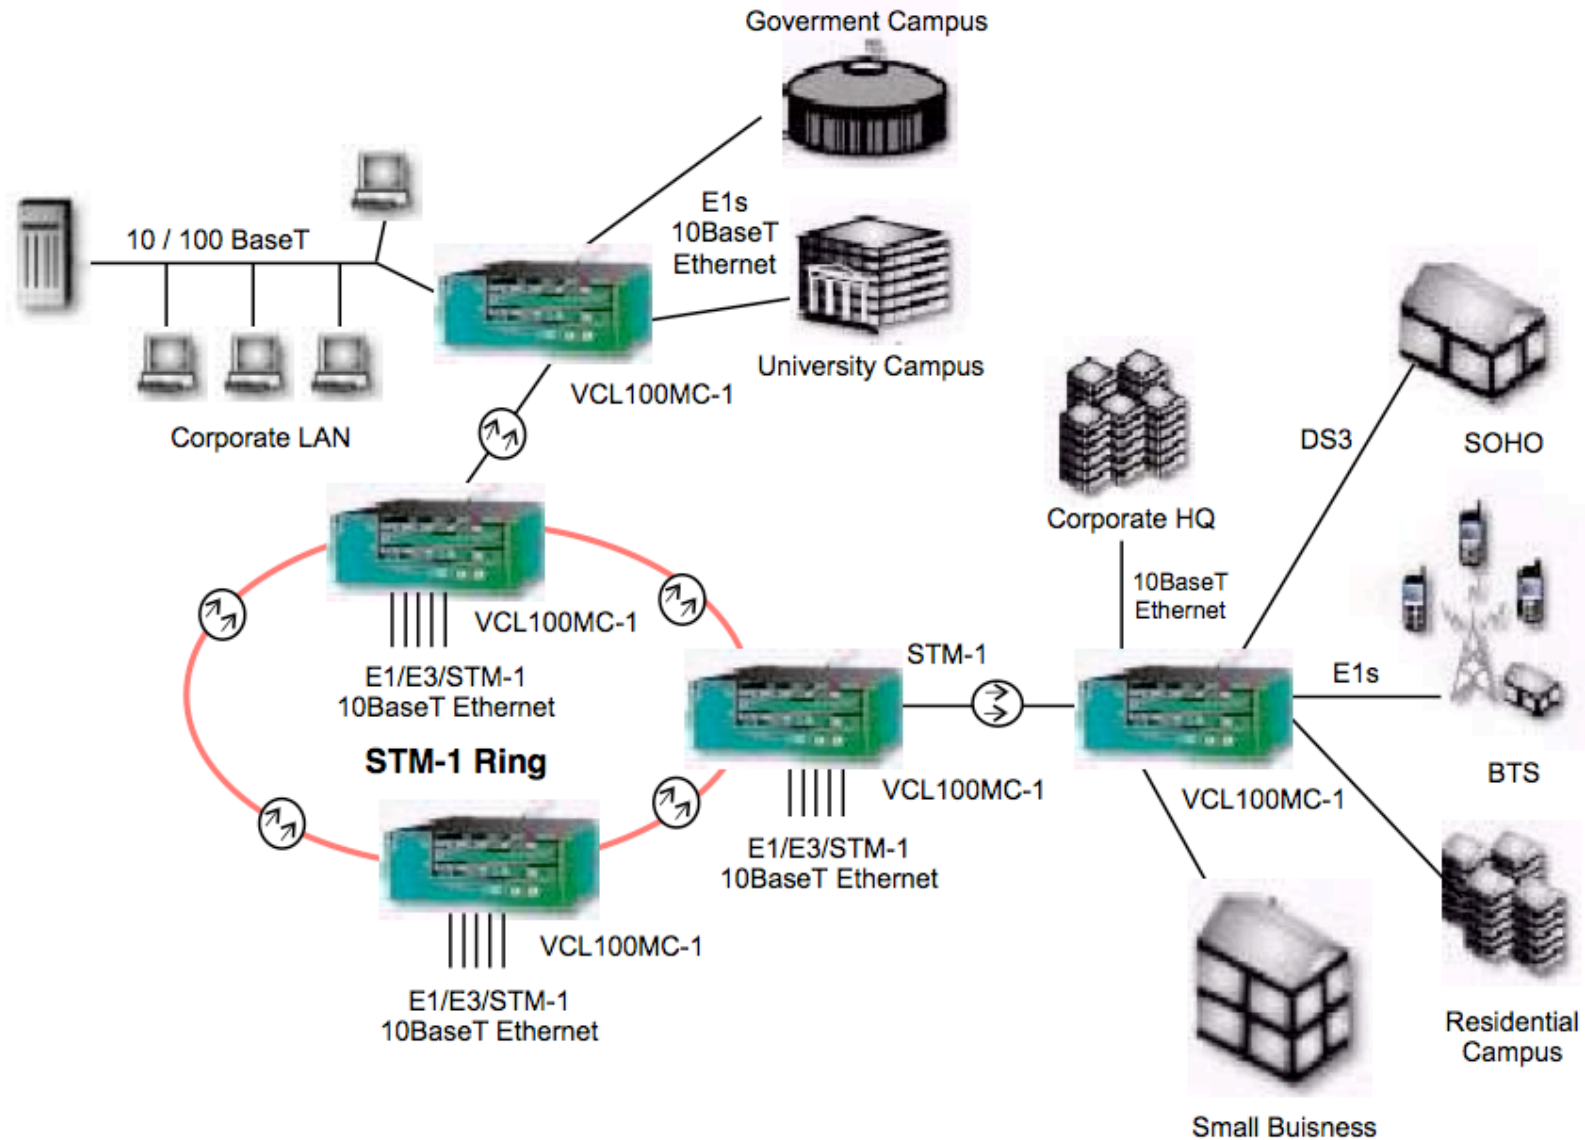 Goverment Campus
E1s
10BaseT
Ethernet
10 / 100 BaseT
University Campus
VCL100MC-1
Corporate LAN
DS3
SOHO
Corporate HQ
10BaseT
Ethernet
VCL100MC-1
E1/E3/STM-1
10BaseT Ethernet
STM-1
E1s
STM-1 Ring
BTS
VCL100MC-1
VCL100MC-1
E1/E3/STM-1
10BaseT Ethernet
VCL100MC-1
E1/E3/STM-1
10BaseT Ethernet
Residential
Campus
Small Buisness